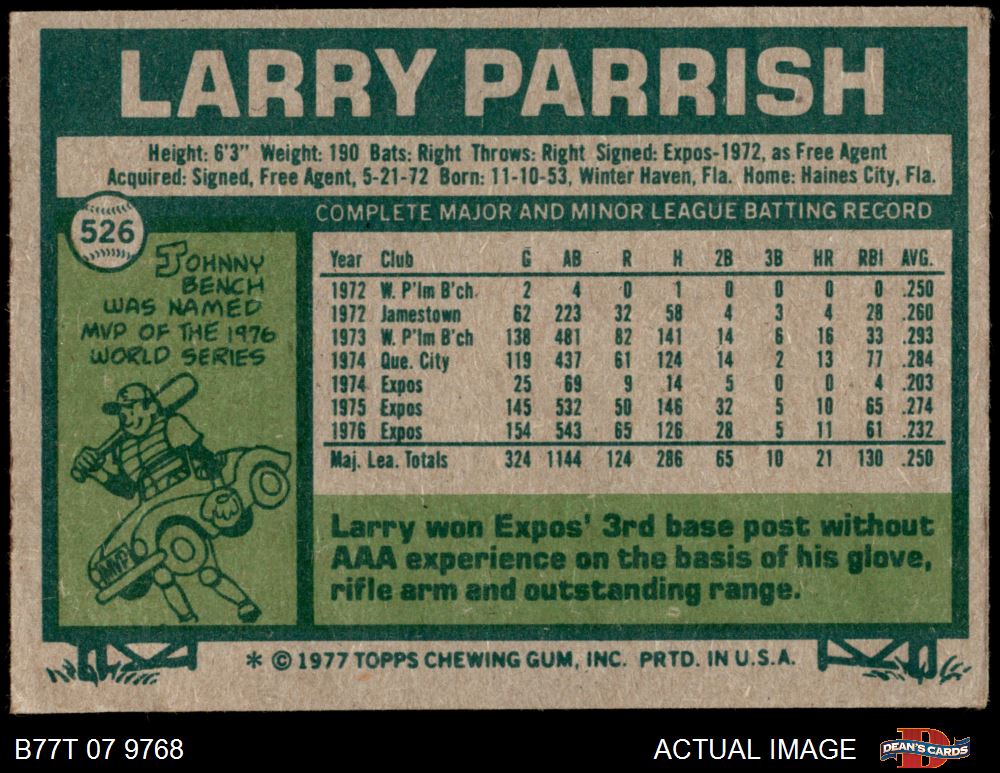 LARRY PARRISH
Height: 6'3" Weight: 190 Bats: Right Throws: Right Signed: Expos-1972, as Free Agent
Acquired: Signed, Free Agent, 5-21-72 Born: 11-10-53, Winter Haven, Fla. Home: Haines City, Fla.
526
JOHNNY
BENCH
WAS NAMED
MVP OF THE 1976
WORLD SERIES
MVP
COMPLETE MAJOR AND MINOR LEAGUE BATTING RECORD
Year Club G AB R H 2B 3B HR RBI AVG.
1972 W. P'lm B'ch. 2 4 0 1 0 0 0 0 .250
1972 Jamestown 62 223 32 58 4 3 4 28 .260
1973 W. P'lm B'ch 138 481 82 141 14 6 16 33 .293
1974 Que. City 119 437 61 124 14 2 13 77 .284
1974 Expos 25 69 9 14 5 0 0 4 .203
1975 Expos 145 532 50 146 32 5 10 65 .274
1976 Expos 154 543 65 126 28 5 11 61 .232
Maj. Lea. Totals 324 1144 124 286 65 10 21 130 .250
Larry won Expos' 3rd base post without
AAA experience on the basis of his glove,
rifle arm and outstanding range.
* © 1977 TOPPS CHEWING GUM, INC. PRTD. IN U.S.A.
B77T 07 9768 ACTUAL IMAGE DEAN'S CARDS